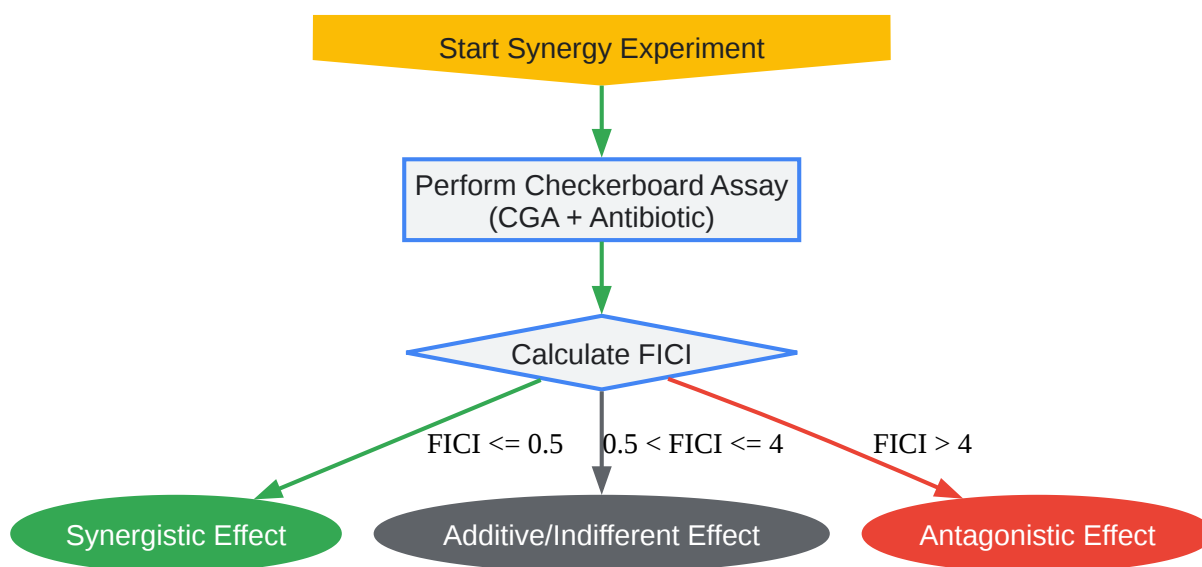 Start Synergy Experiment
Perform Checkerboard Assay
(CGA + Antibiotic)
Calculate FICI
FICI <= 0.5
0.5 < FICI <= 4
FICI > 4
Synergistic Effect
Additive/Indifferent Effect
Antagonistic Effect